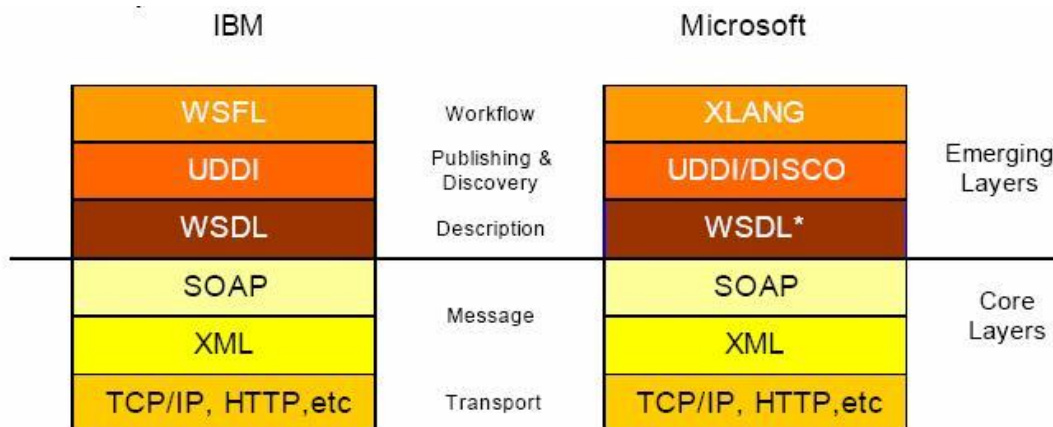 IBM
Microsoft
WSFL
Workflow
XLANG
UDDI
Publishing &
Discovery
UDDI/DISCO
Emerging
Layers
WSDL
Description
WSDL*
SOAP
Message
SOAP
Core
Layers
XML
XML
TCP/IP, HTTP,etc
Transport
TCP/IP, HTTP,etc